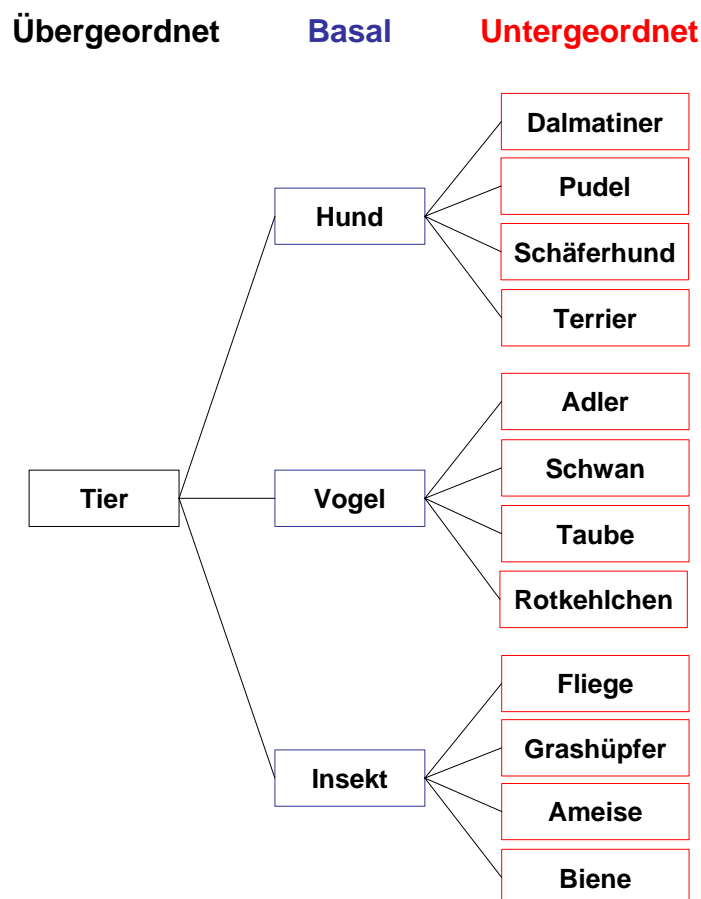 Übergeordnet Basal Untergeordnet
Dalmatiner
Pudel
Hund
Schäferhund
Terrier
Adler
Schwan
Tier Vogel
Taube
Rotkehlchen
Fliege
Grashüpfer
Insekt
Ameise
Biene